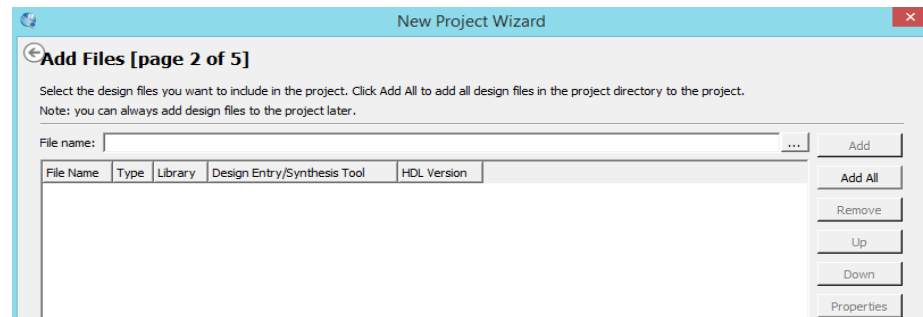 New Project Wizard
Add Files [page 2 of 5]
Select the design files you want to include in the project. Click Add All to add all design files in the project directory to the project.
Note: you can always add design files to the project later.
File name: ... Add
File Name Type Library Design Entry/Synthesis Tool HDL Version
Add All
Remove
Up
Down
Properties